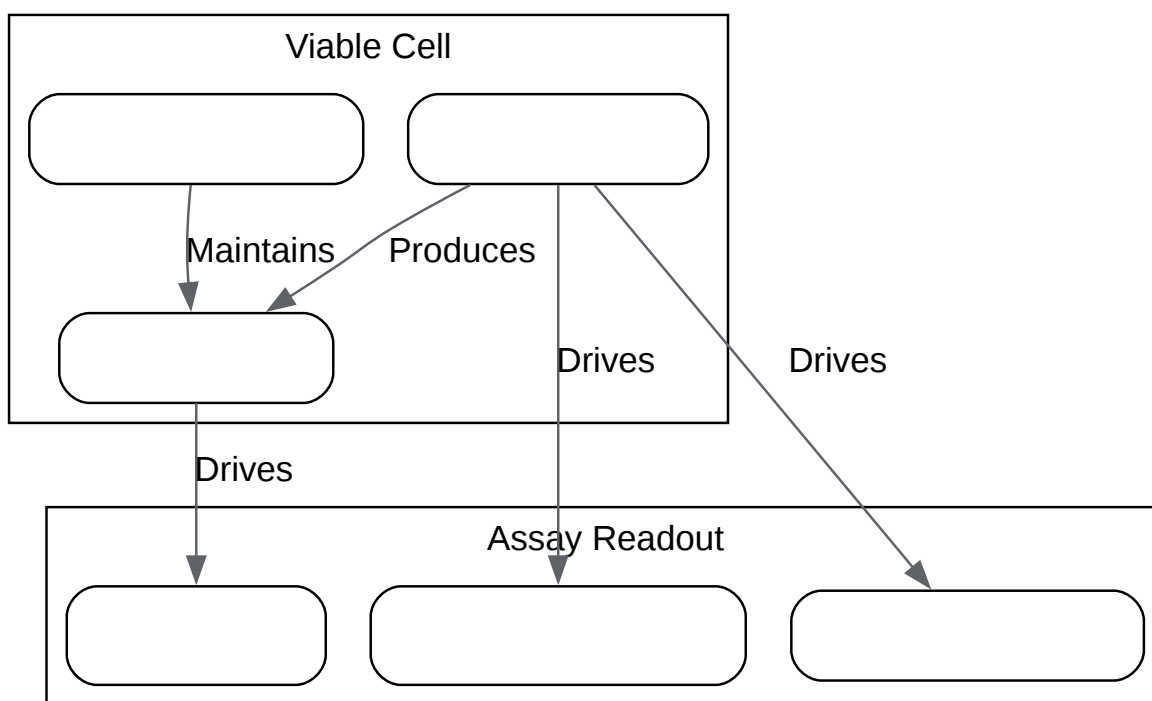 Viable Cell
Maintains
Produces
Drives
Drives
Drives
Assay Readout